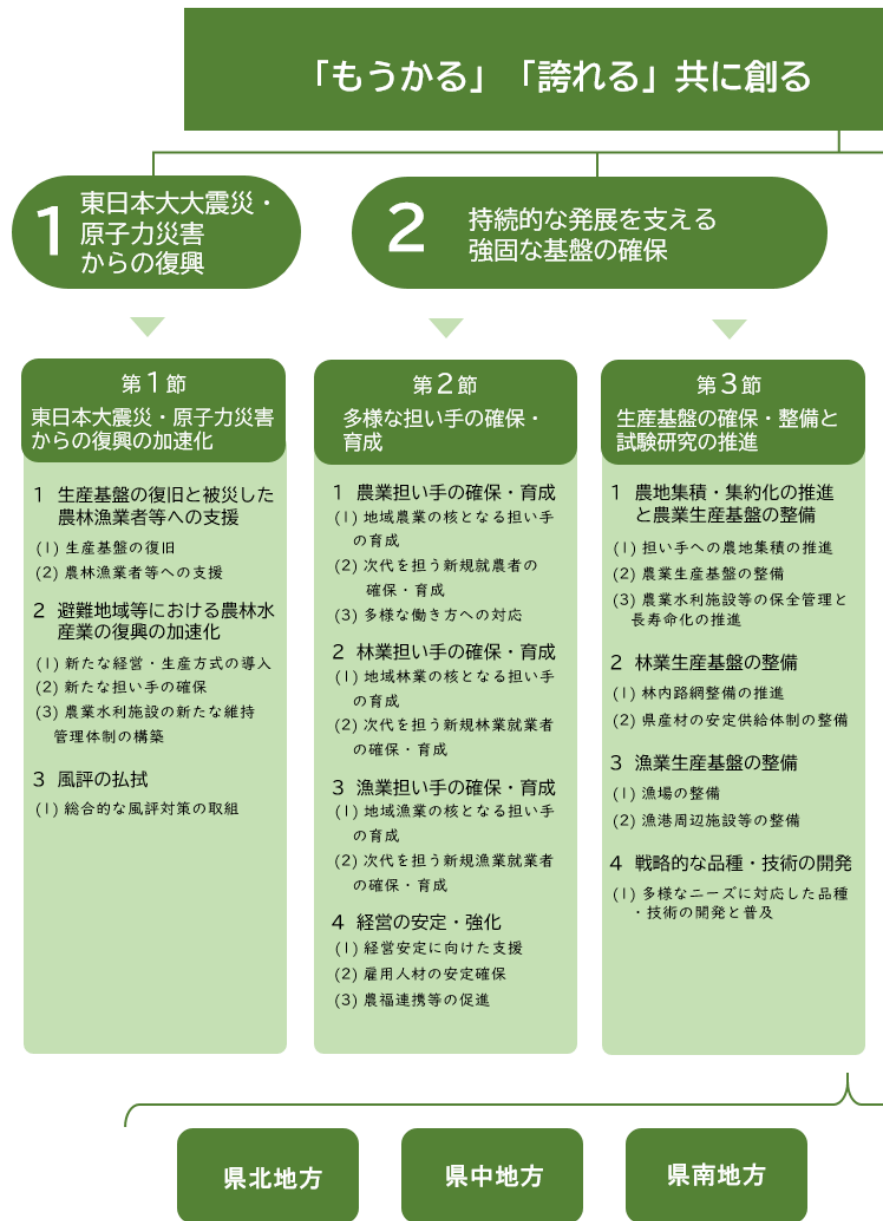 「もうかる」「誇れる」共に創る
1
東日本大大震災・
原子力災害
からの復興
2
持続的な発展を支える
強固な基盤の確保
第1節
東日本大震災・原子力災害
からの復興の加速化
1 生産基盤の復旧と被災した
農林漁業者等への支援
(1) 生産基盤の復旧
(2) 農林漁業者等への支援
2 避難地域等における農林水
産業の復興の加速化
(1) 新たな経営・生産方式の導入
(2) 新たな担い手の確保
(3) 農業水利施設の新たな維持
管理体制の構築
3 風評の払拭
(1) 総合的な風評対策の取組
第2節
多様な担い手の確保・
育成
1 農業担い手の確保・育成
(1) 地域農業の核となる担い手
の育成
(2) 次代を担う新規就農者の
確保・育成
(3) 多様な働き方への対応
2 林業担い手の確保・育成
(1) 地域林業の核となる担い手
の育成
(2) 次代を担う新規林業就業者
の確保・育成
3 漁業担い手の確保・育成
(1) 地域漁業の核となる担い手
の育成
(2) 次代を担う新規漁業就業者
の確保・育成
4 経営の安定・強化
(1) 経営安定に向けた支援
(2) 雇用人材の安定確保
(3) 農福連携等の促進
第3節
生産基盤の確保・整備と
試験研究の推進
1 農地集積・集約化の推進
と農業生産基盤の整備
(1) 担い手への農地集積の推進
(2) 農業生産基盤の整備
(3) 農業水利施設等の保全管理と
長寿命化の推進
2 林業生産基盤の整備
(1) 林内路網整備の推進
(2) 県産材の安定供給体制の整備
3 漁業生産基盤の整備
(1) 漁場の整備
(2) 漁港周辺施設等の整備
4 戦略的な品種・技術の開発
(1) 多様なニーズに対応した品種
・技術の開発と普及
県北地方
県中地方
県南地方